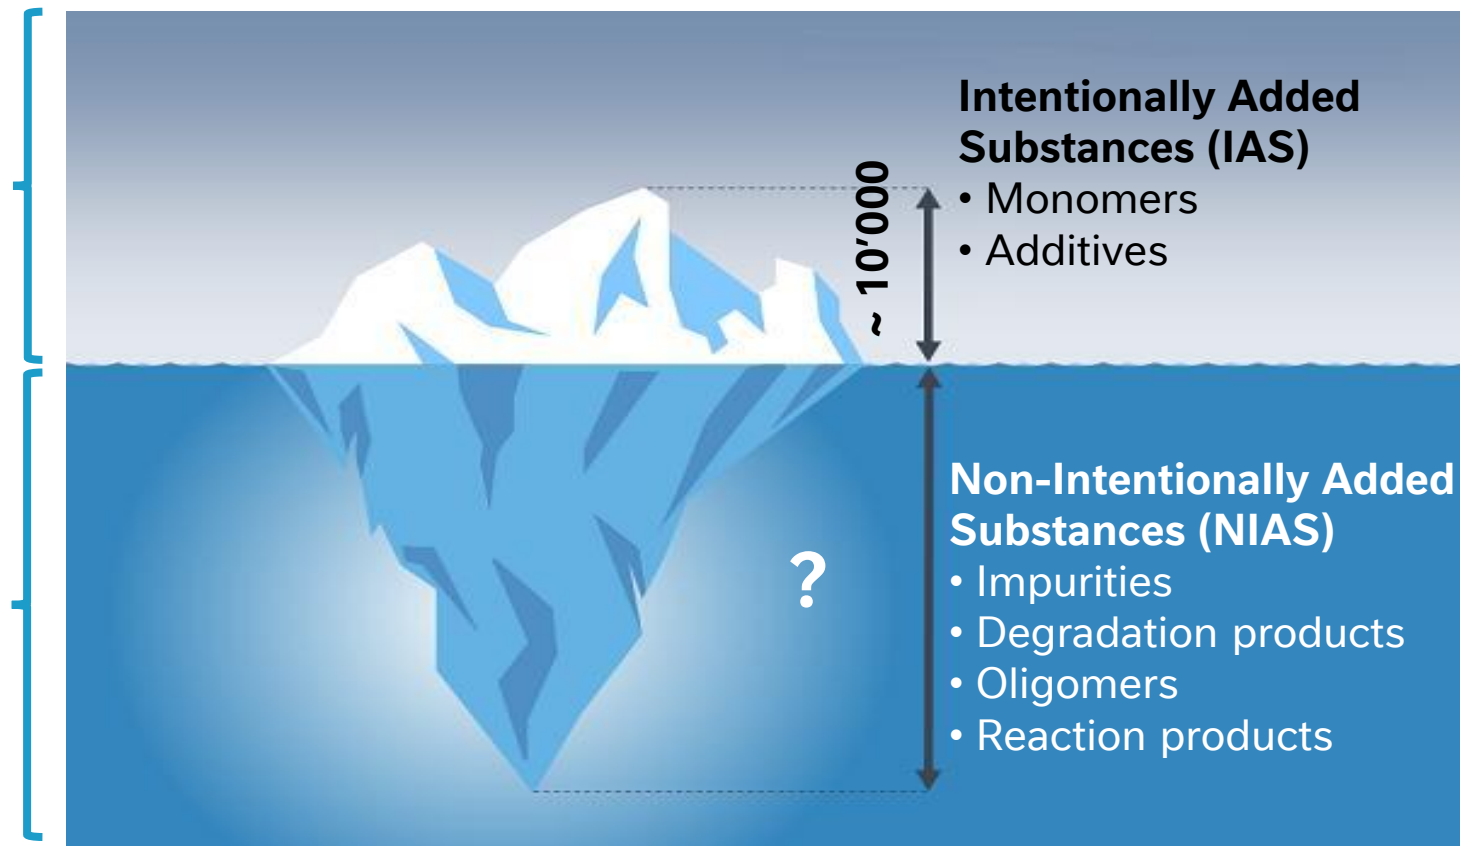 Intentionally Added
Substances (IAS)
• Monomers
• Additives
~ 10’000
Non-Intentionally Added
Substances (NIAS)
• Impurities
• Degradation products
• Oligomers
• Reaction products
?